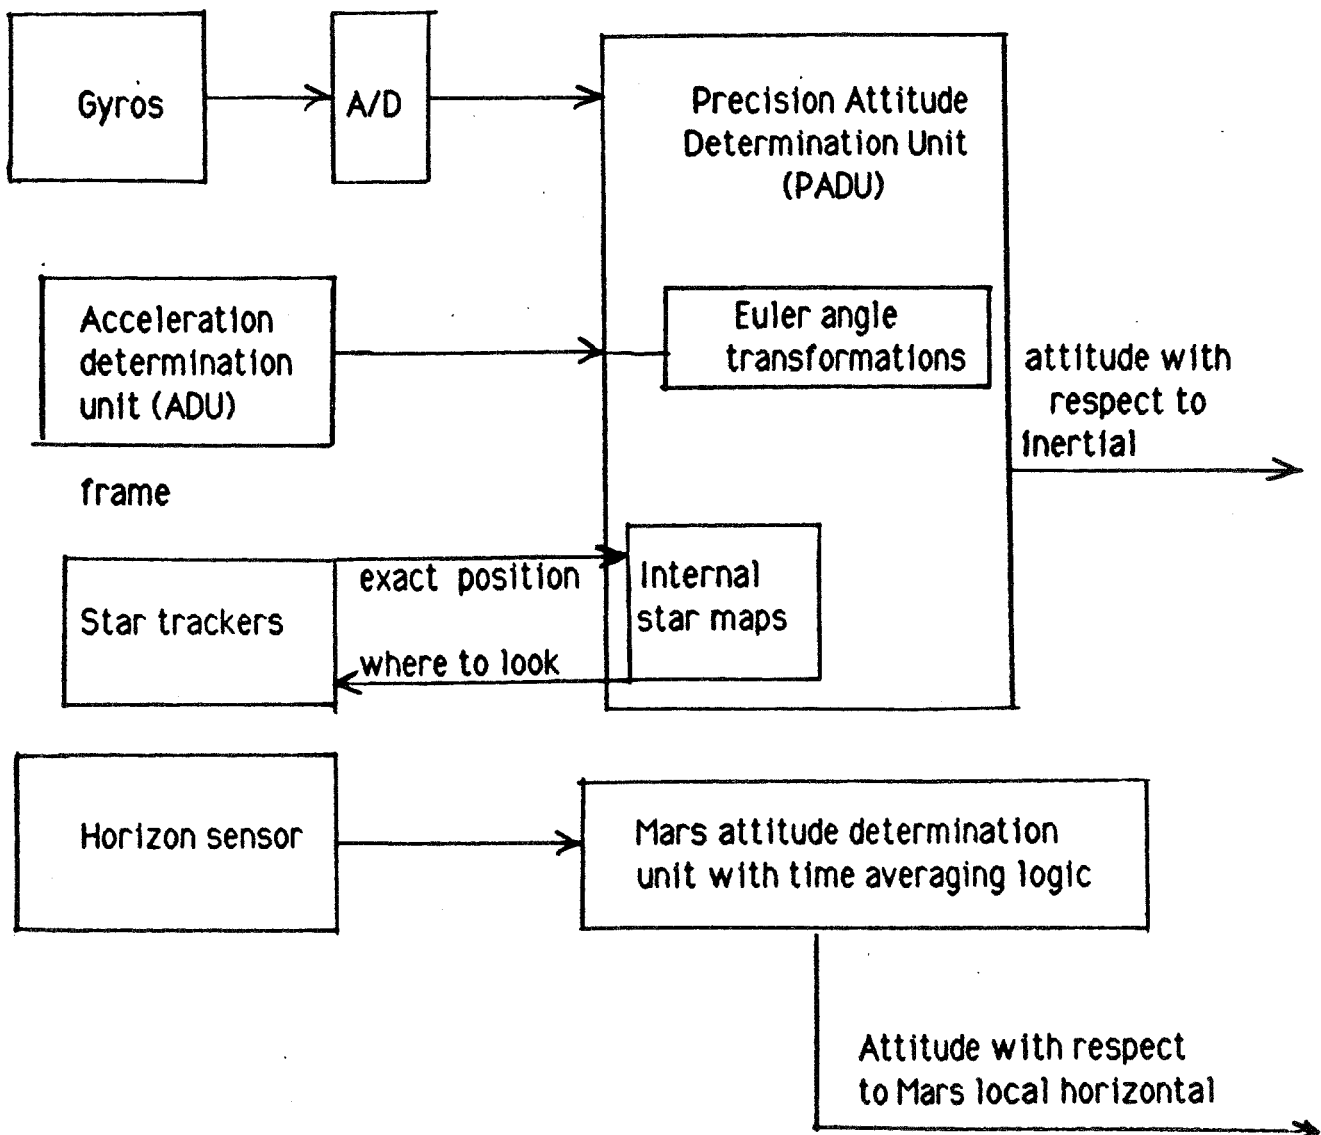 Gyros
A/D
Precision Attitude
Determination Unit
(PADU)
Acceleration
determination
unit (ADU)
Euler angle
transformations
attitude with
respect to
inertial
frame
exact position
Internal
star maps
Star trackers
where to look
Horizon sensor
Mars attitude determination
unit with time averaging logic
Attitude with respect
to Mars local horizontal